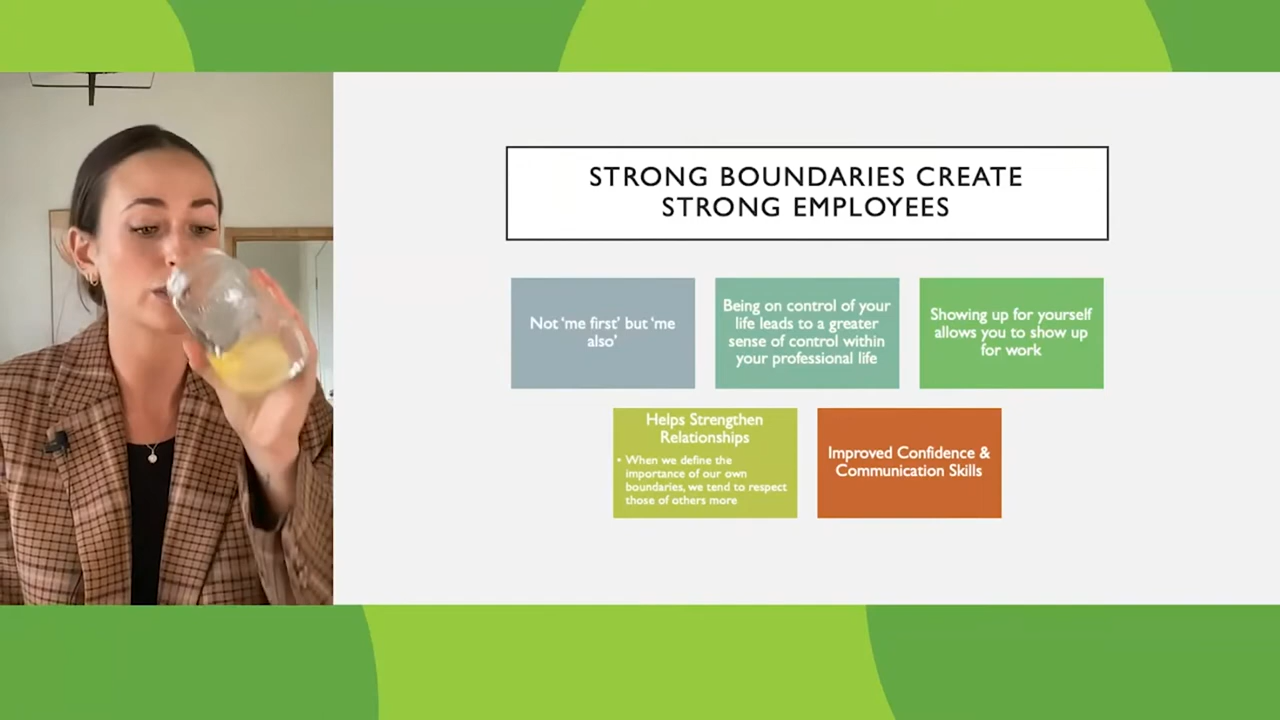 STRONG BOUNDARIES CREATE
STRONG EMPLOYEES
Not ‘me first’ but ‘me
also’
Being on control of your
life leads to a greater
sense of control within
your professional life
Showing up for yourself
allows you to show up
for work
Helps Strengthen
Relationships
• When we define the
importance of our own
boundaries, we tend to respect
those of others more
Improved Confidence &
Communication Skills